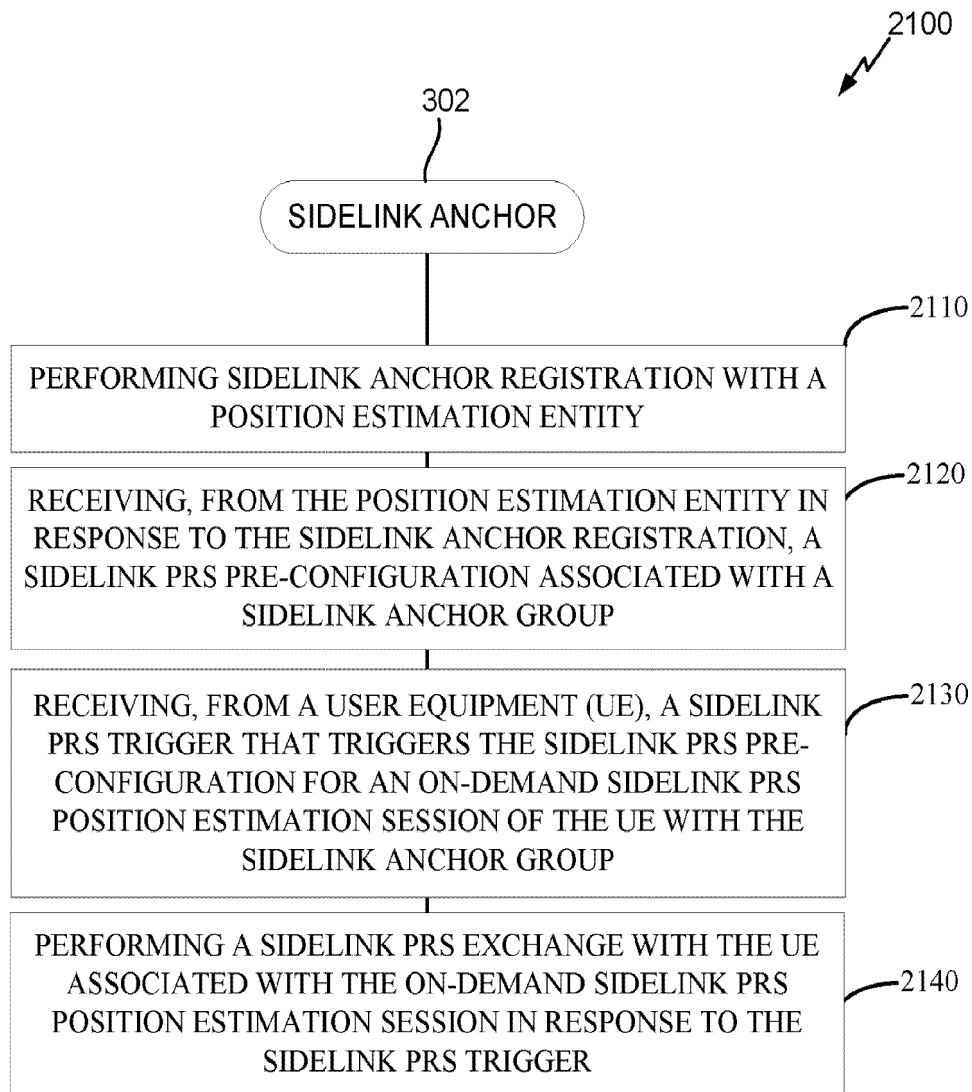 2100
302
SIDELINK ANCHOR
2110
PERFORMING SIDELINK ANCHOR REGISTRATION WITH A
POSITION ESTIMATION ENTITY
2120
RECEIVING, FROM THE POSITION ESTIMATION ENTITY IN
RESPONSE TO THE SIDELINK ANCHOR REGISTRATION, A
SIDELINK PRS PRE-CONFIGURATION ASSOCIATED WITH A
SIDELINK ANCHOR GROUP
2130
RECEIVING, FROM A USER EQUIPMENT (UE), A SIDELINK
PRS TRIGGER THAT TRIGGERS THE SIDELINK PRS PRE-
CONFIGURATION FOR AN ON-DEMAND SIDELINK PRS
POSITION ESTIMATION SESSION OF THE UE WITH THE
SIDELINK ANCHOR GROUP
PERFORMING A SIDELINK PRS EXCHANGE WITH THE UE
ASSOCIATED WITH THE ON-DEMAND SIDELINK PRS
POSITION ESTIMATION SESSION IN RESPONSE TO THE
SIDELINK PRS TRIGGER
2140